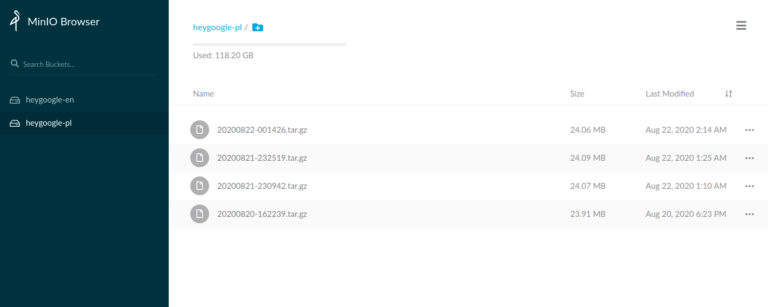 MinIO Browser
Search Buckets...
heygoogle-en
heygoogle-pl
heygoogle-pl /
Used: 118.20 GB
Name Size Last Modified
20200822-001426.tar.gz 24.06 MB Aug 22, 2020 2:14 AM
20200821-232519.tar.gz 24.09 MB Aug 22, 2020 1:25 AM
20200821-230942.tar.gz 24.07 MB Aug 22, 2020 1:10 AM
20200820-162239.tar.gz 23.91 MB Aug 20, 2020 6:23 PM